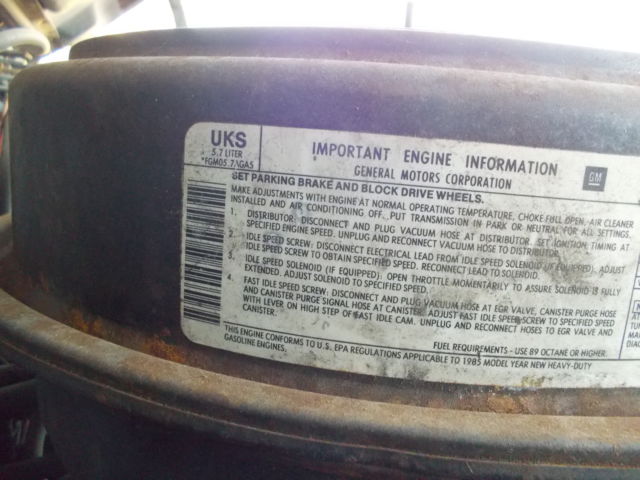 UKS
5.7 LITER
*FGM05.7/GAS
IMPORTANT ENGINE INFORMATION
GENERAL MOTORS CORPORATION
GM
SET PARKING BRAKE AND BLOCK DRIVE WHEELS.
MAKE ADJUSTMENTS WITH ENGINE AT NORMAL OPERATING TEMPERATURE, CHOKE FULL OPEN, AIR CLEANER
INSTALLED AND AIR CONDITIONING OFF. PUT TRANSMISSION IN PARK OR NEUTRAL FOR ALL SETTINGS.
1. DISTRIBUTOR: DISCONNECT AND PLUG VACUUM HOSE AT DISTRIBUTOR. SET IGNITION TIMING AT
SPECIFIED ENGINE SPEED. UNPLUG AND RECONNECT VACUUM HOSE TO DISTRIBUTOR.
2. IDLE SPEED SCREW: DISCONNECT ELECTRICAL LEAD FROM IDLE SPEED SOLENOID (IF EQUIPPED). ADJUST
IDLE SPEED SCREW TO OBTAIN SPECIFIED SPEED. RECONNECT LEAD TO SOLENOID.
3. IDLE SOLENOID (IF EQUIPPED): OPEN THROTTLE MOMENTARILY TO ASSURE SOLENOID IS FULLY
EXTENDED. ADJUST SOLENOID TO SPECIFIED SPEED.
4. FAST IDLE SPEED SCREW: DISCONNECT AND PLUG VACUUM HOSE AT EGR VALVE, CANISTER PURGE HOSE
AND CANISTER PURGE SIGNAL HOSE AT CANISTER. ADJUST FAST IDLE SPEED SCREW TO SPECIFIED SPEED
WITH LEVER ON HIGH STEP OF FAST IDLE CAM. UNPLUG AND RECONNECT HOSES TO EGR VALVE AND
CANISTER.
FUEL REQUIREMENTS - USE 89 OCTANE OR HIGHER.
THIS ENGINE CONFORMS TO U.S. EPA REGULATIONS APPLICABLE TO 1985 MODEL YEAR NEW HEAVY-DUTY
GASOLINE ENGINES.